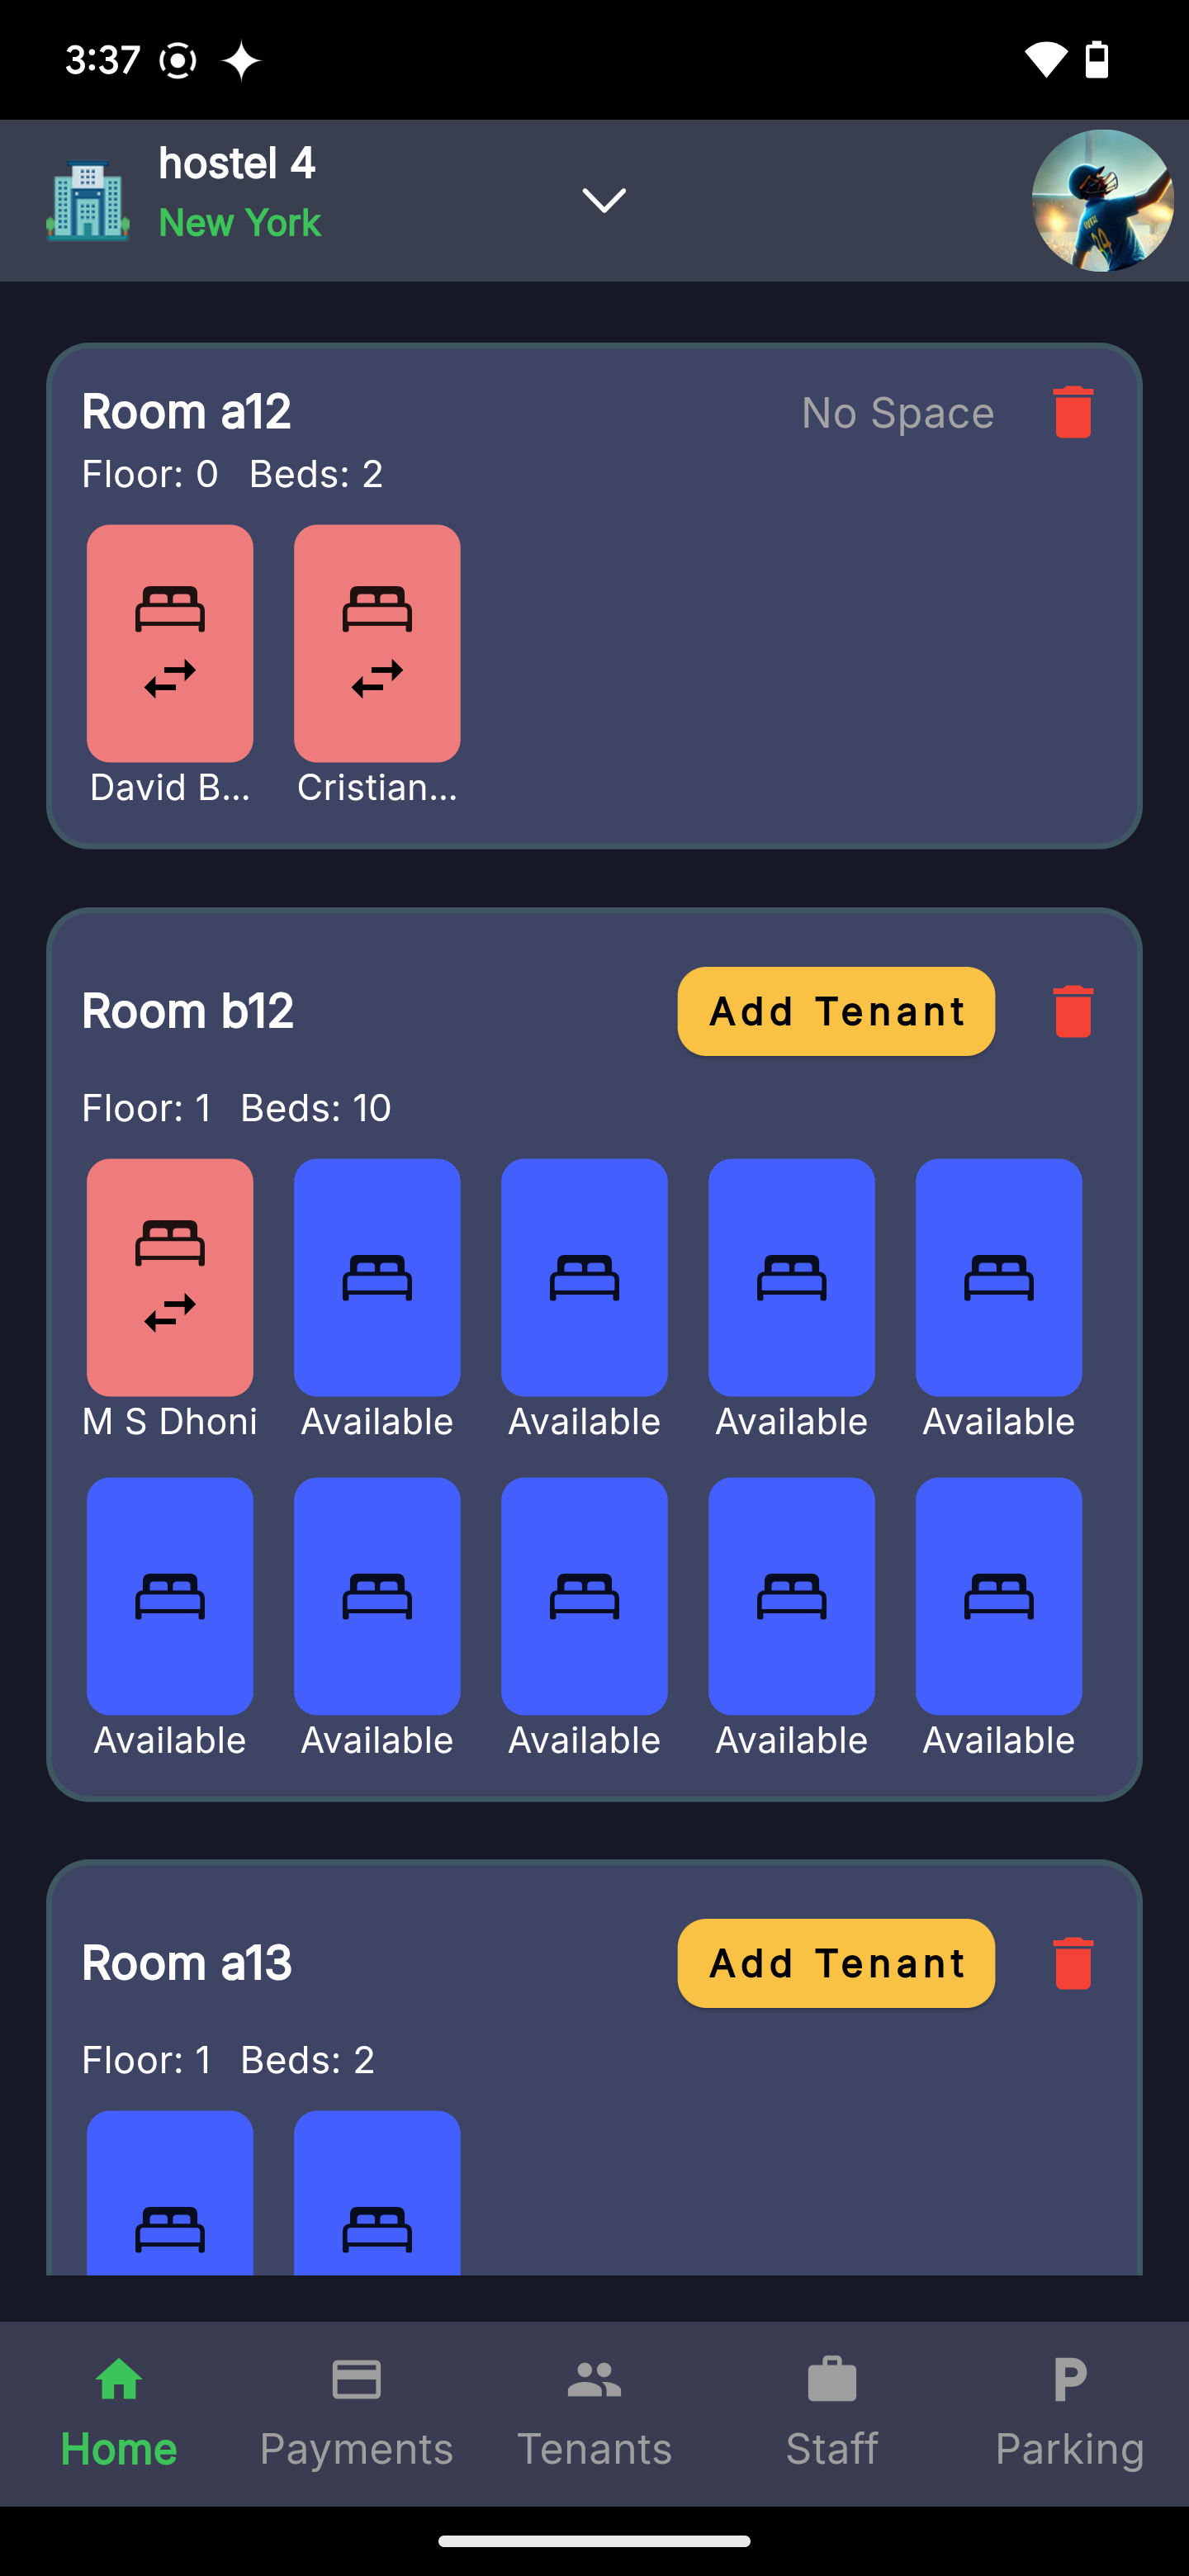 3:37
hostel 4
New York
Room a12
No Space
Floor: 0 Beds: 2
David B... Cristian...
Room b12
Add Tenant
Floor: 1 Beds: 10
M S Dhoni Available Available Available Available
Available Available Available Available Available
Room a13
Add Tenant
Floor: 1 Beds: 2
Home Payments Tenants Staff Parking